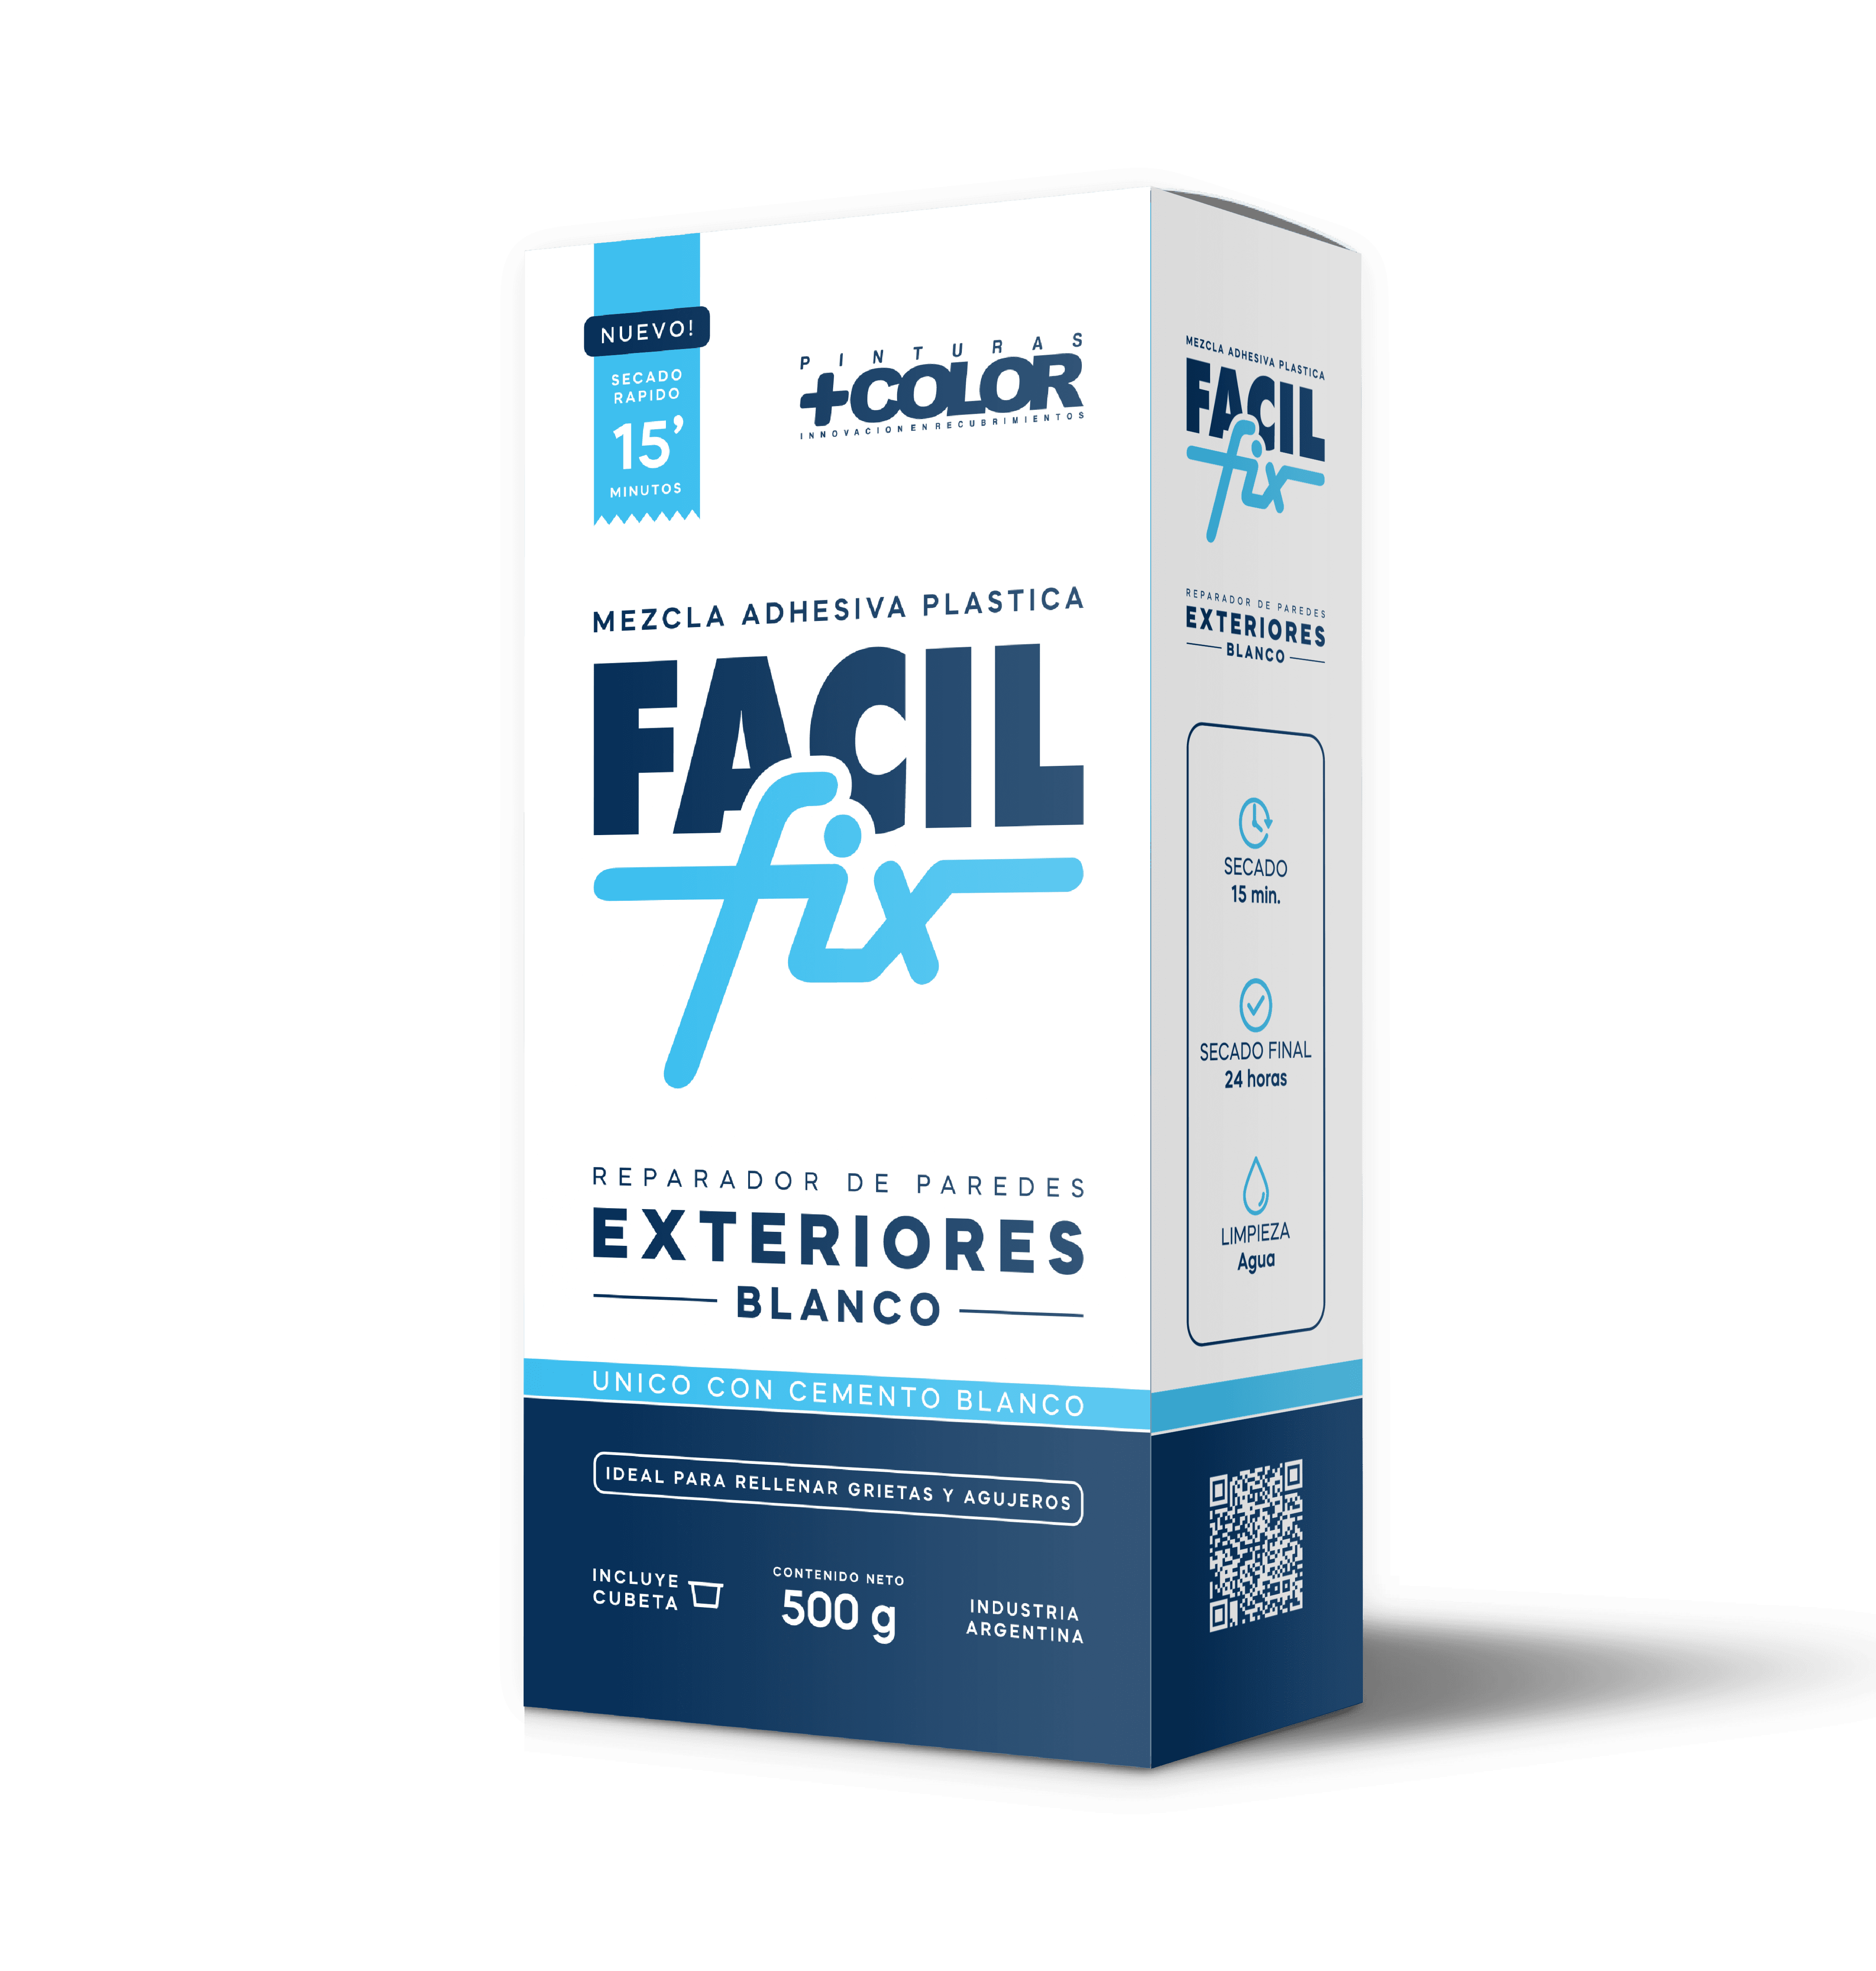 NUEVO!
SECADO
RAPIDO
15’
MINUTOS
PINTURAS
+COLOR
INNOVACION EN RECUBRIMIENTOS
MEZCLA ADHESIVA PLASTICA
FACIL
fix
REPARADOR DE PAREDES
EXTERIORES
BLANCO
UNICO CON CEMENTO BLANCO
IDEAL PARA RELLENAR GRIETAS Y AGUJEROS
INCLUYE
CUBETA
CONTENIDO NETO
500 g
INDUSTRIA
ARGENTINA
MEZCLA ADHESIVA PLASTICA
FACIL
fix
REPARADOR DE PAREDES
EXTERIORES
BLANCO
SECADO
15 min.
SECADO FINAL
24 horas
LIMPIEZA
Agua